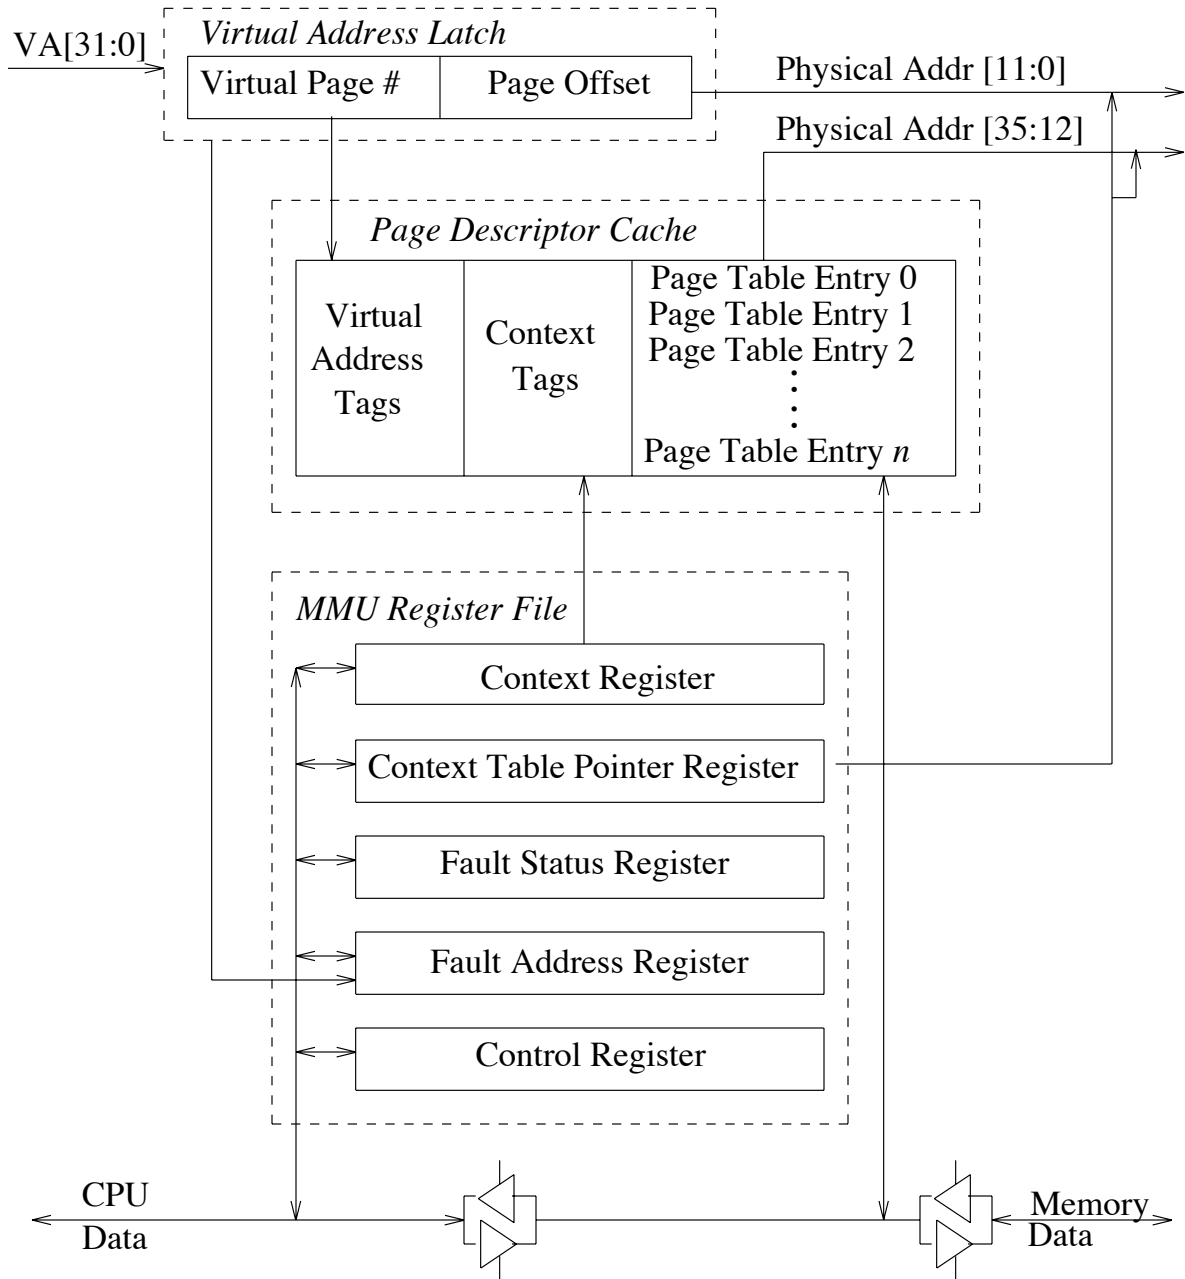 Virtual Address Latch
VA[31:0]
Virtual Page #
Page Offset
Physical Addr [11:0]
Physical Addr [35:12]
Page Descriptor Cache
Virtual
Address
Tags
Context
Tags
Page Table Entry 0
Page Table Entry 1
Page Table Entry 2
Page Table Entry n
MMU Register File
Context Register
Context Table Pointer Register
Fault Status Register
Fault Address Register
Control Register
CPU
Data
Memory
Data